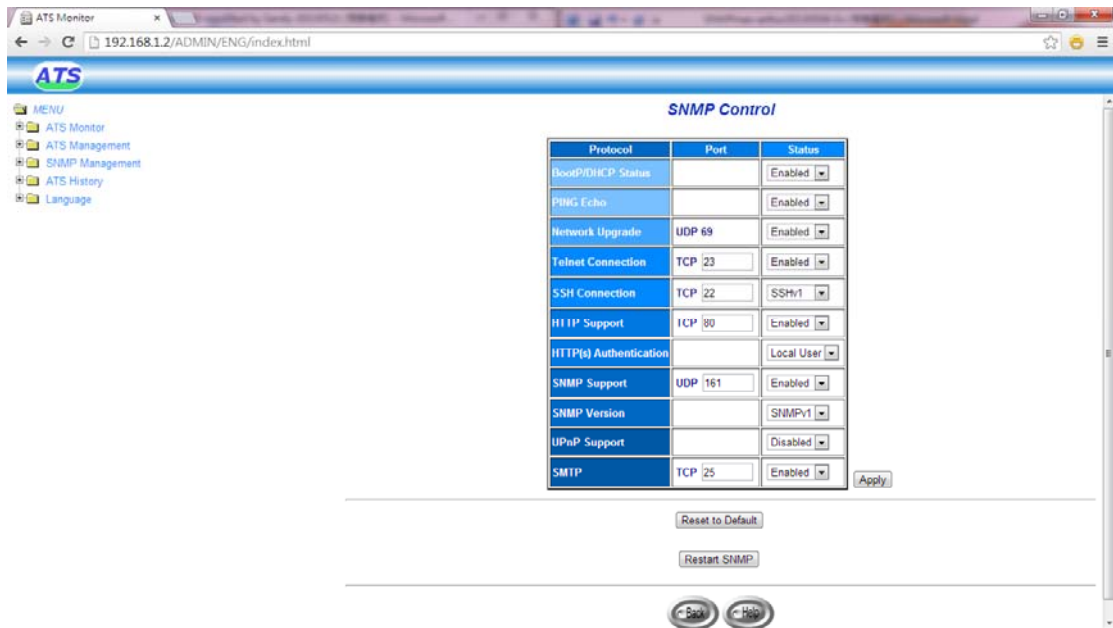 ATS Monitor
192.168.1.2/ADMIN/ENG/index.html
ATS
MENU
ATS Monitor
ATS Management
SNMP Management
ATS History
Language
SNMP Control
Protocol Port Status
BootP/DHCP Status Enabled
PING Echo Enabled
Network Upgrade UDP 69 Enabled
Telnet Connection TCP 23 Enabled
SSH Connection TCP 22 SSHv1
HTTP Support TCP 80 Enabled
HTTP(s) Authentication Local User
SNMP Support UDP 161 Enabled
SNMP Version SNMPv1
UPnP Support Disabled
SMTP TCP 25 Enabled
Apply
Reset to Default
Restart SNMP
Back Help